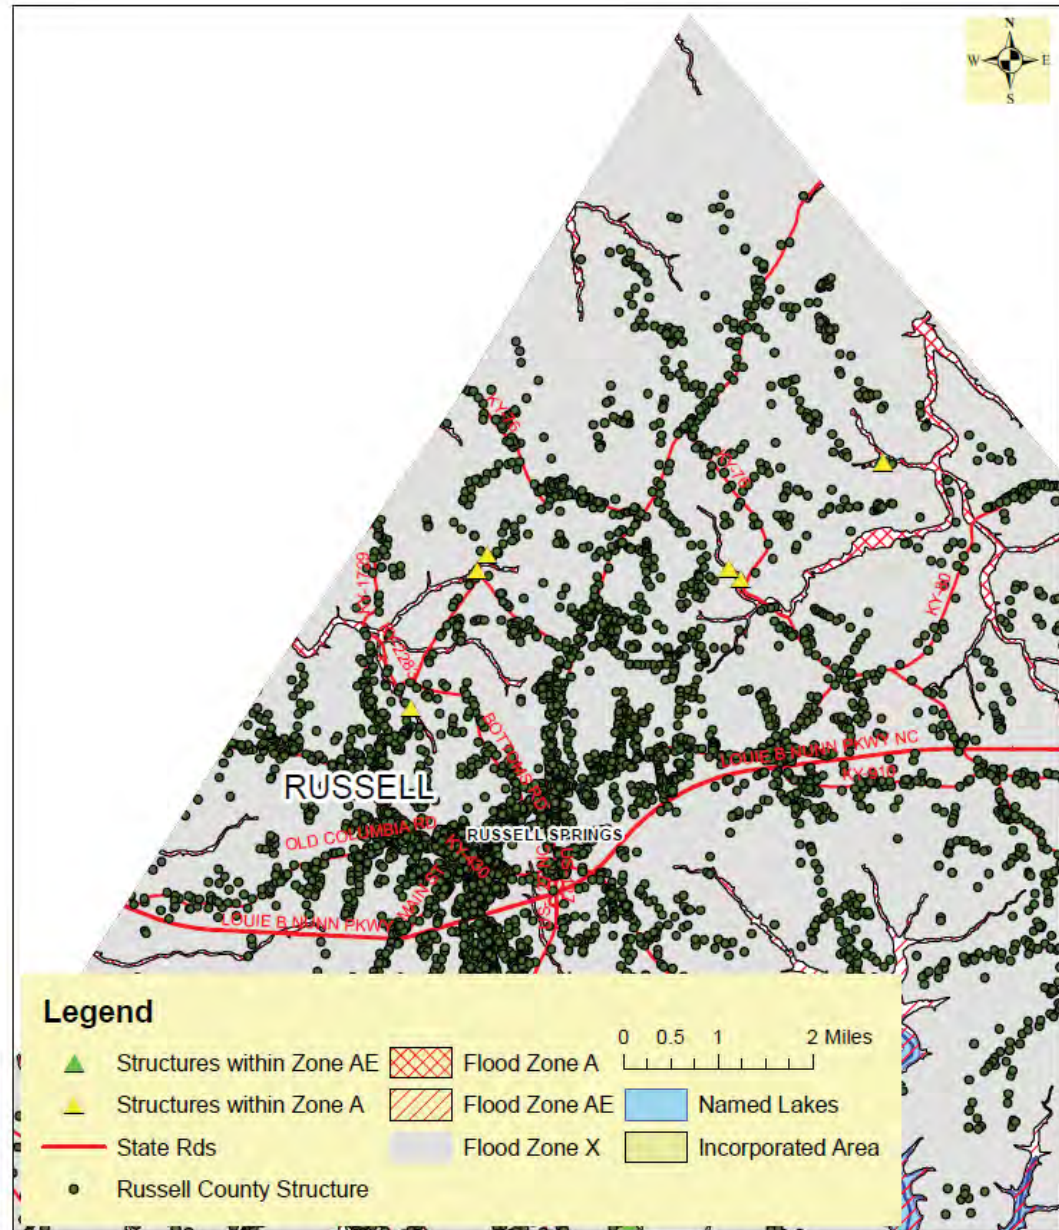 N
W E
S
KY-76
KY-76
KY-1729
KY-80
KY-2283
BOTTOMS RD
LOUIE B NUNN PKWY NC
KY-910
RUSSELL
RUSSELL SPRINGS
OLD COLUMBIA RD
KY-430
MAIN ST
LOUIE B NUNN PKWY
Legend
0 0.5 1 2 Miles
Structures within Zone AE
Flood Zone A
Structures within Zone A
Flood Zone AE
Named Lakes
State Rds
Flood Zone X
Incorporated Area
Russell County Structure